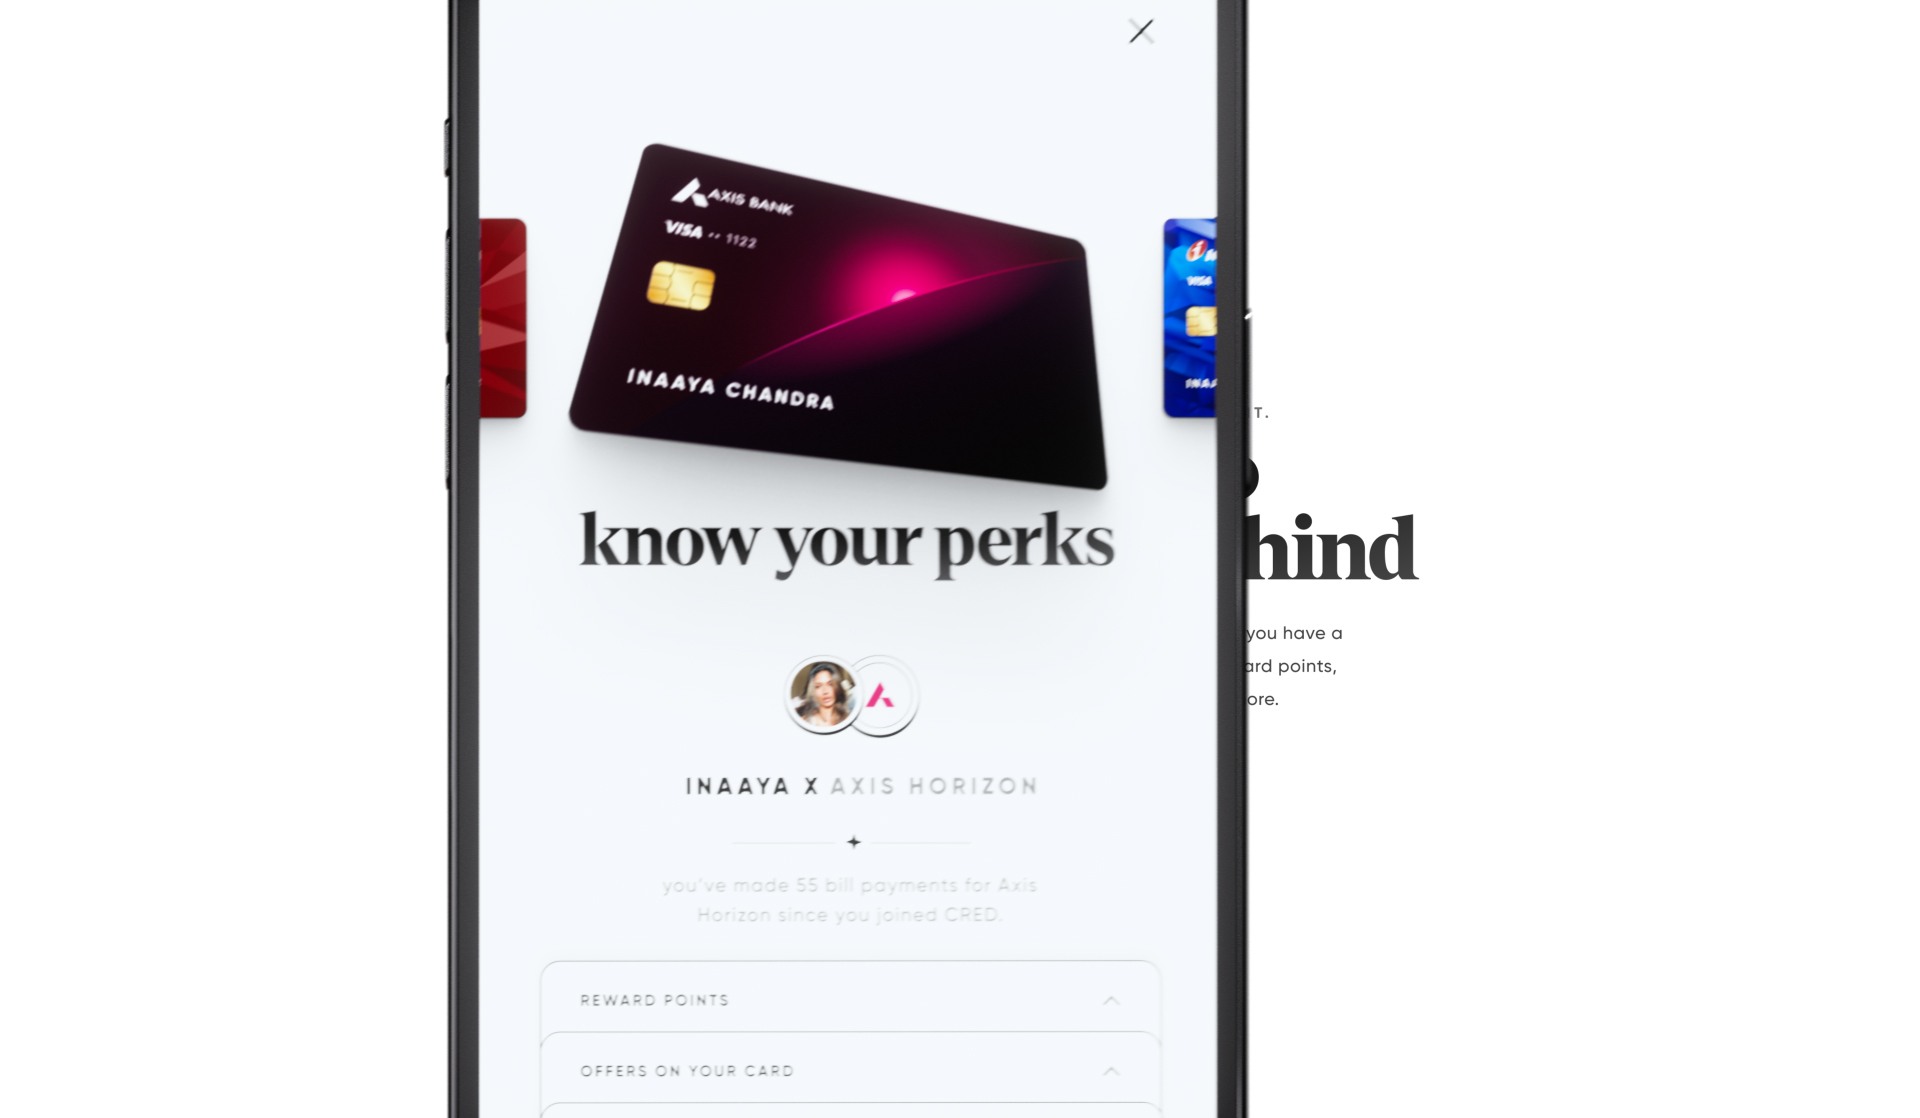 AXIS BANK
VISA •• 1122
INAAYA CHANDRA
VISA
know your perks
INAAYA X AXIS HORIZON
you've made 55 bill payments for Axis
Horizon since you joined CRED.
REWARD POINTS
OFFERS ON YOUR CARD
T.
hind
you have a
ard points,
ore.